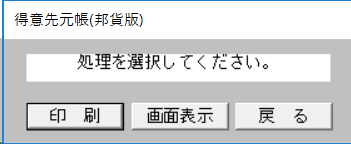 得意先元帳(邦貨版)
処理を選択してください。
印　刷　画面表示　戻　る